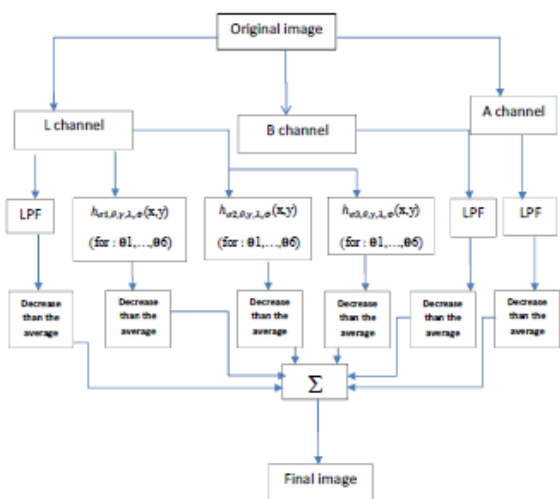 Original image
L channel
B channel
A channel
LPF
hσ1,θ,γ,λ,φ(x,y)
(for : θ1,...,θ6)
hσ2,θ,γ,λ,φ(x,y)
(for : θ1,...,θ6)
hσ3,θ,γ,λ,φ(x,y)
(for : θ1,...,θ6)
LPF
LPF
Decrease
than the
average
Decrease
than the
average
Decrease
than the
average
Decrease
than the
average
Decrease
than the
average
Decrease
than the
average
Σ
Final image